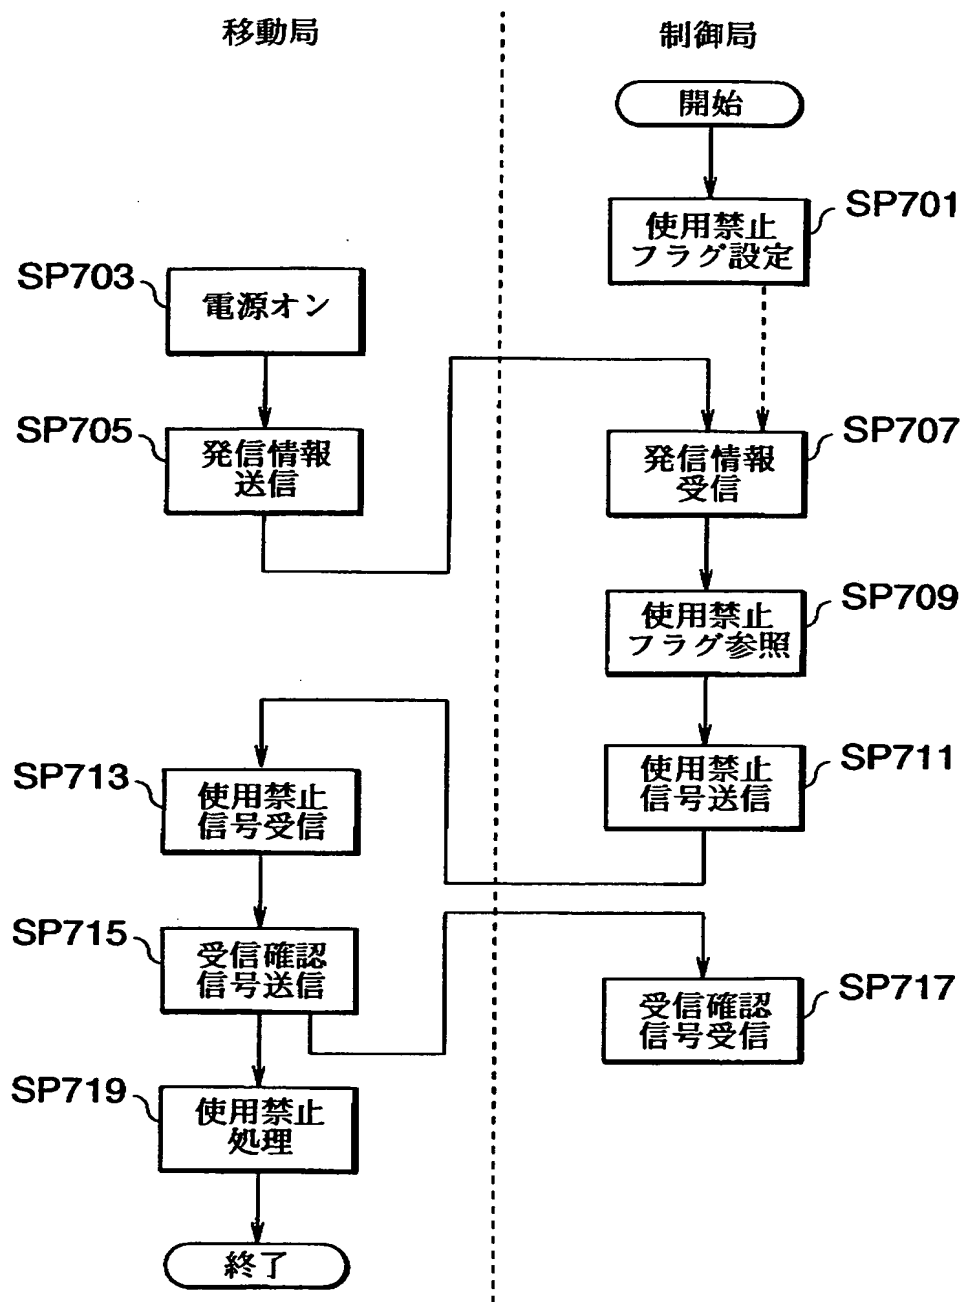 移動局
制御局
開始
SP701
使用禁止
フラグ設定
SP703
電源オン
SP705
発信情報
送信
SP707
発信情報
受信
SP709
使用禁止
フラグ参照
SP711
使用禁止
信号送信
SP713
使用禁止
信号受信
SP715
受信確認
信号送信
SP717
受信確認
信号受信
SP719
使用禁止
処理
終了